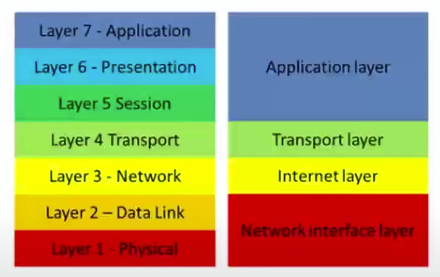 Layer 7 - Application
Layer 6 - Presentation
Layer 5 Session
Layer 4 Transport
Layer 3 - Network
Layer 2 – Data Link
Layer 1 - Physical
Application layer
Transport layer
Internet layer
Network interface layer